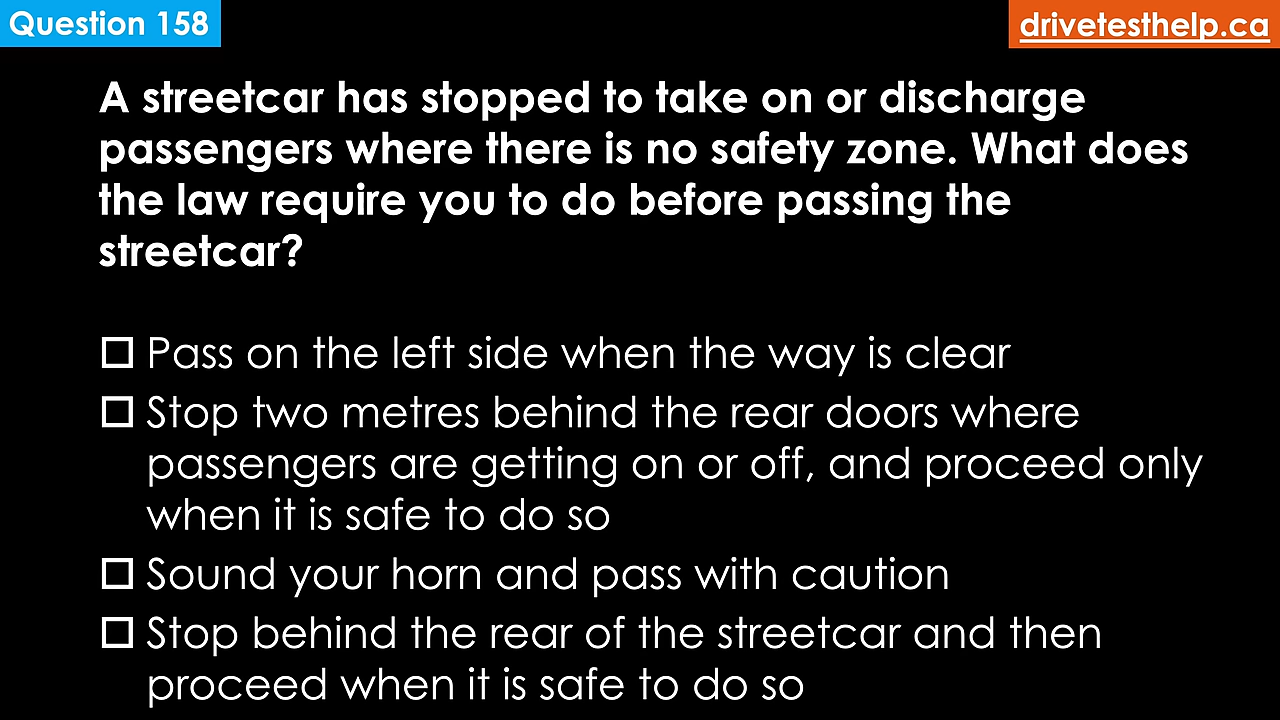 Question 158
drivetesthelp.ca
A streetcar has stopped to take on or discharge
passengers where there is no safety zone. What does
the law require you to do before passing the
streetcar?
Pass on the left side when the way is clear
Stop two metres behind the rear doors where
passengers are getting on or off, and proceed only
when it is safe to do so
Sound your horn and pass with caution
Stop behind the rear of the streetcar and then
proceed when it is safe to do so